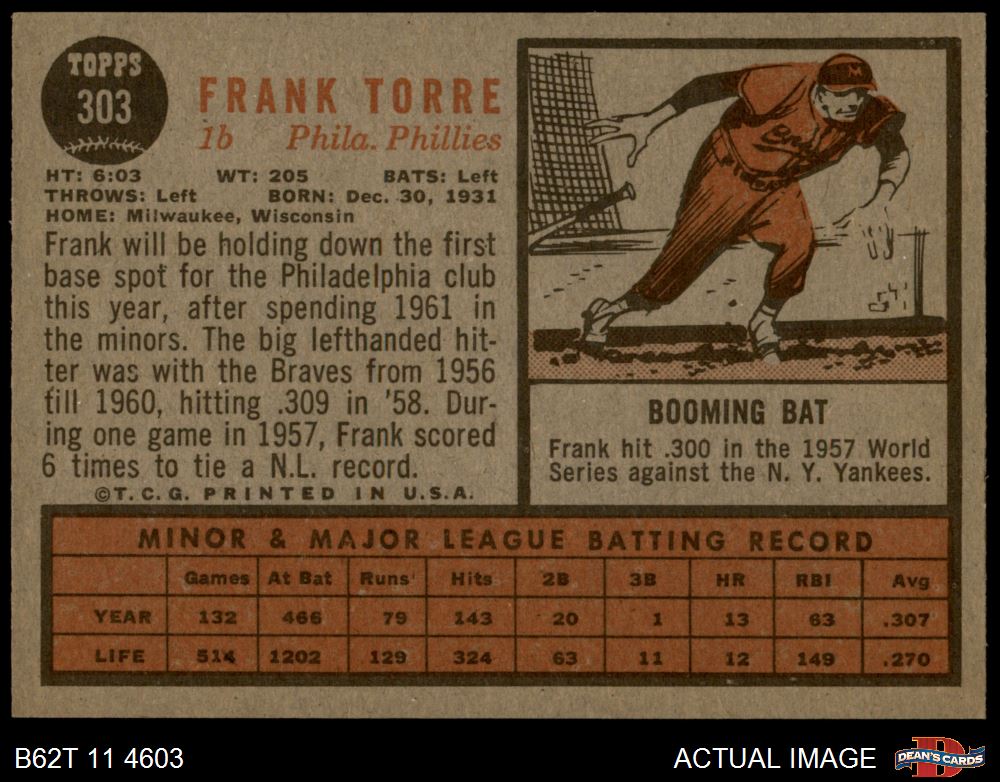 TOPPS
303
FRANK TORRE
1b Phila. Phillies
HT: 6:03 WT: 205 BATS: Left
THROWS: Left BORN: Dec. 30, 1931
HOME: Milwaukee, Wisconsin
Frank will be holding down the first
base spot for the Philadelphia club
this year, after spending 1961 in
the minors. The big lefthanded hit-
ter was with the Braves from 1956
till 1960, hitting .309 in '58. Dur-
ing one game in 1957, Frank scored
6 times to tie a N.L. record.
©T.C.G. PRINTED IN U.S.A.
M
BOOMING BAT
Frank hit .300 in the 1957 World
Series against the N. Y. Yankees.
MINOR & MAJOR LEAGUE BATTING RECORD
Games At Bat Runs Hits 2B 3B HR RBI Avg
YEAR 132 466 79 143 20 1 13 63 .307
LIFE 514 1202 129 324 63 11 12 149 .270
B62T 11 4603 ACTUAL IMAGE D DEAN'S CARDS